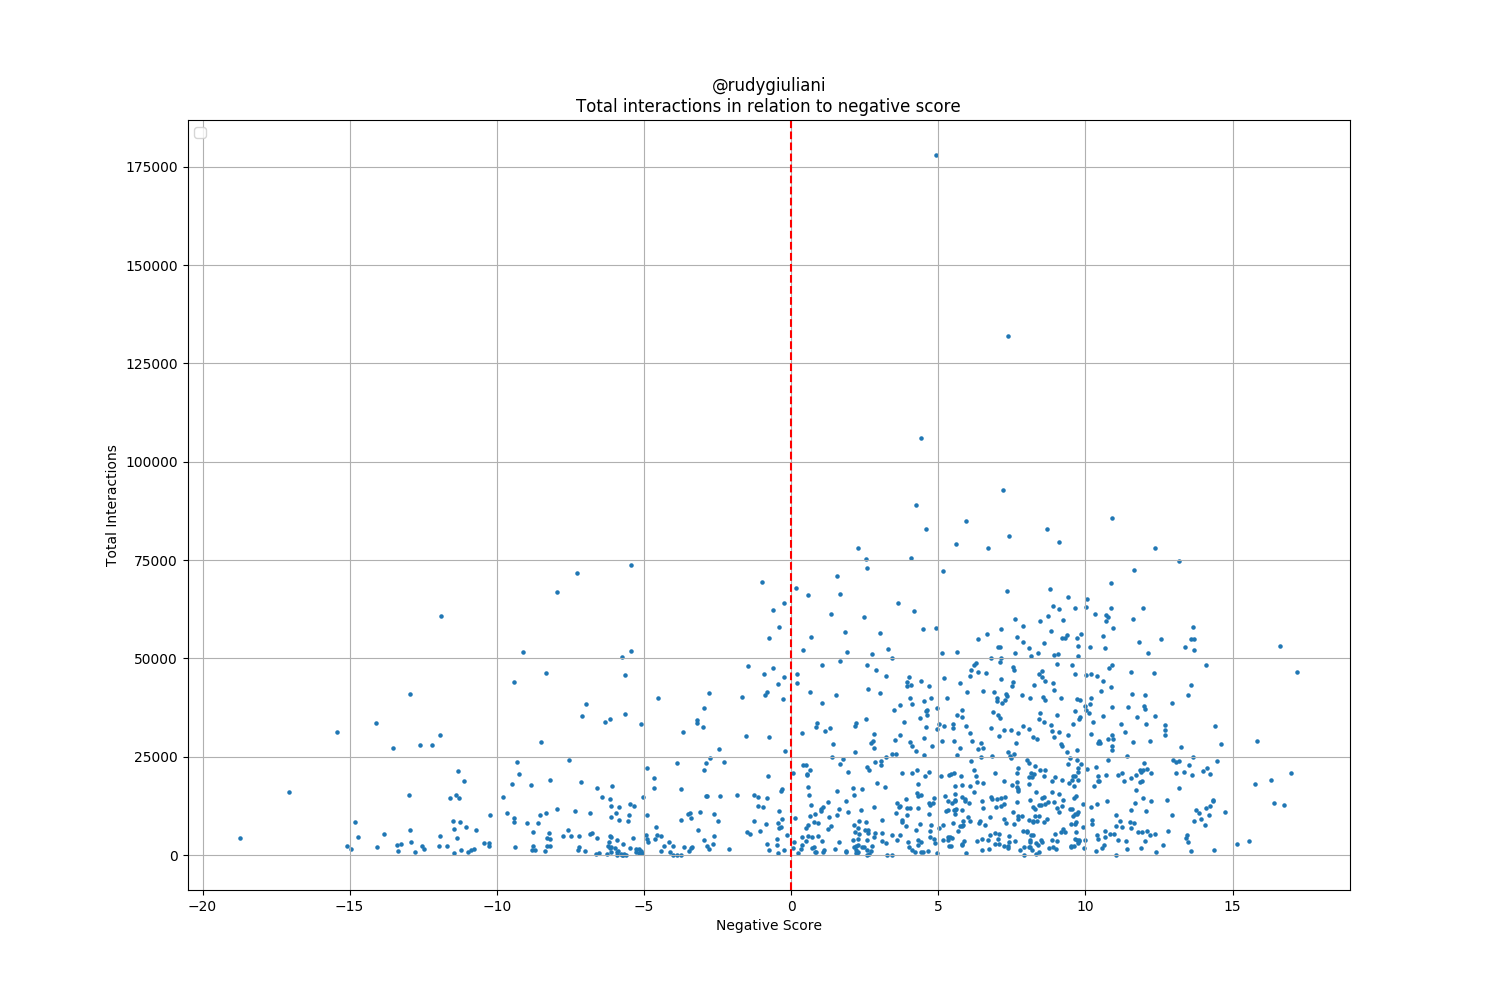 @rudygiuliani
Total interactions in relation to negative score
175000
150000
125000
100000
75000
50000
25000
0
Total Interactions
−20 −15 −10 −5 0 5 10 15
Negative Score